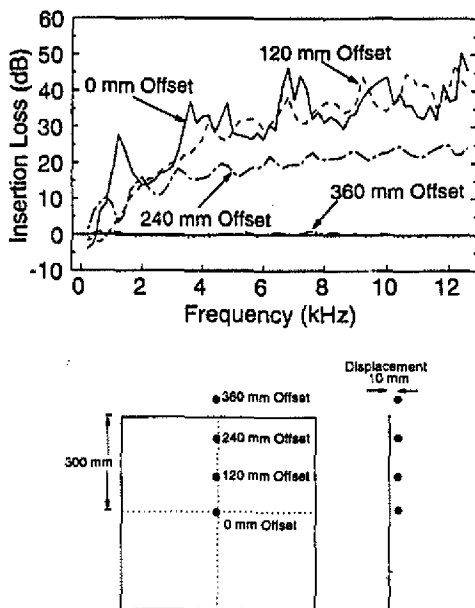 60
50
40
30
20
10
0
-10
Insertion Loss (dB)
0 mm Offset
120 mm Offset
240 mm Offset
360 mm Offset
0 2 4 6 8 10 12
Frequency (kHz)
Displacement
10 mm
360 mm Offset
240 mm Offset
120 mm Offset
0 mm Offset
300 mm